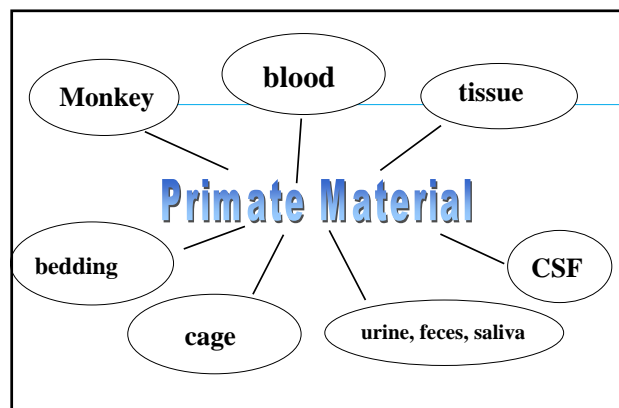 Monkey
blood
tissue
Primate Material
bedding
cage
urine, feces, saliva
CSF